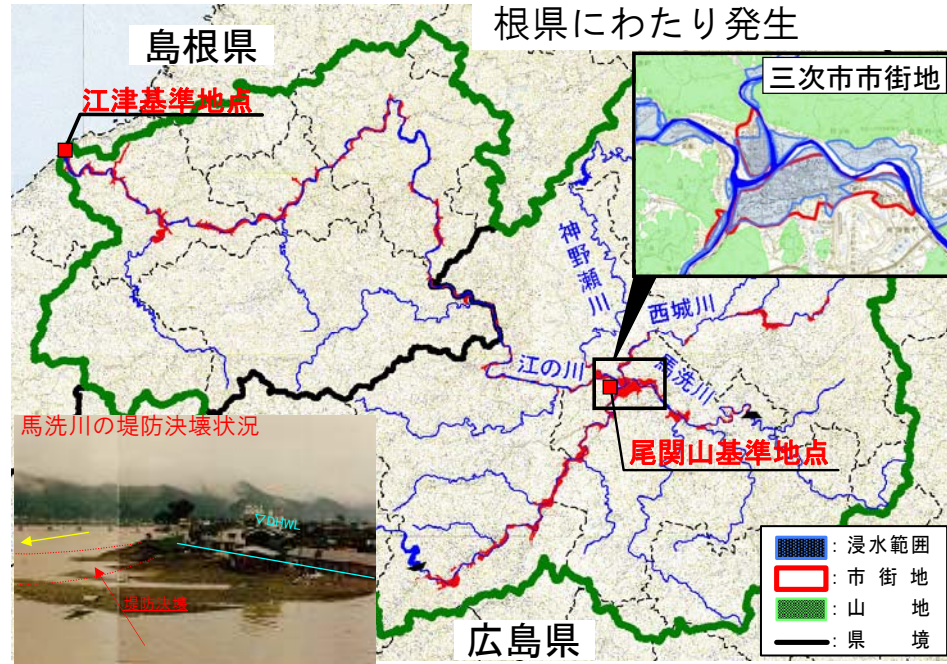 根県にわたり発生
島根県
三次市市街地
江津基準地点
神野瀬川
西城川
江の川
馬洗川
尾関山基準地点
馬洗川の堤防決壊状況
▽DHWL
堤防決壊
広島県
：浸水範囲
：市街地
：山地
：県境